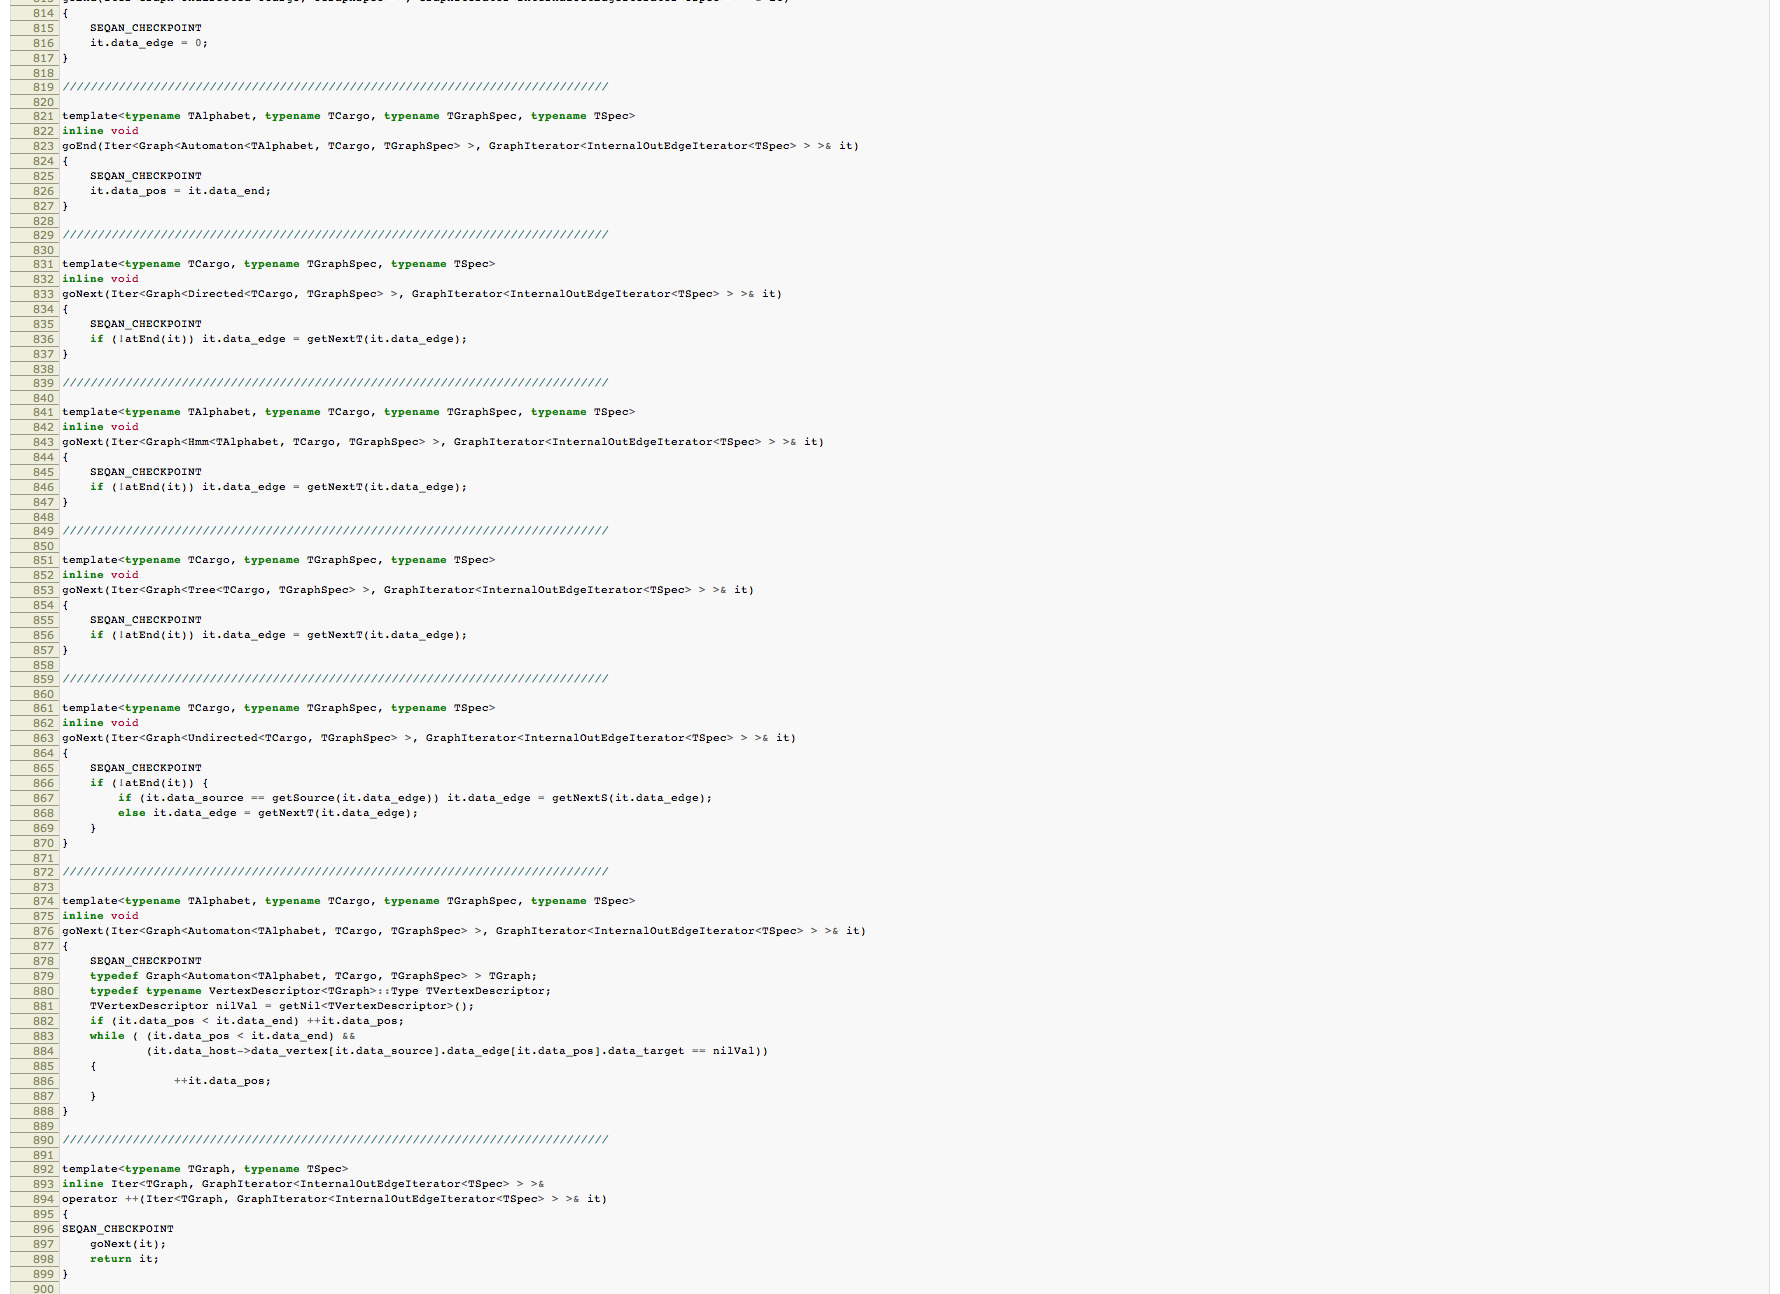 814 {
815     SEQAN_CHECKPOINT
816     it.data_edge = 0;
817 }
818
819 //////////////////////////////////////////////////////////////////////////////
820
821 template<typename TAlphabet, typename TCargo, typename TGraphSpec, typename TSpec>
822 inline void
823 goEnd(Iter<Graph<Automaton<TAlphabet, TCargo, TGraphSpec> >, GraphIterator<InternalOutEdgeIterator<TSpec> > >& it)
824 {
825     SEQAN_CHECKPOINT
826     it.data_pos = it.data_end;
827 }
828
829 //////////////////////////////////////////////////////////////////////////////
830
831 template<typename TCargo, typename TGraphSpec, typename TSpec>
832 inline void
833 goNext(Iter<Graph<Directed<TCargo, TGraphSpec> >, GraphIterator<InternalOutEdgeIterator<TSpec> > >& it)
834 {
835     SEQAN_CHECKPOINT
836     if (!atEnd(it)) it.data_edge = getNextT(it.data_edge);
837 }
838
839 //////////////////////////////////////////////////////////////////////////////
840
841 template<typename TAlphabet, typename TCargo, typename TGraphSpec, typename TSpec>
842 inline void
843 goNext(Iter<Graph<Hmm<TAlphabet, TCargo, TGraphSpec> >, GraphIterator<InternalOutEdgeIterator<TSpec> > >& it)
844 {
845     SEQAN_CHECKPOINT
846     if (!atEnd(it)) it.data_edge = getNextT(it.data_edge);
847 }
848
849 //////////////////////////////////////////////////////////////////////////////
850
851 template<typename TCargo, typename TGraphSpec, typename TSpec>
852 inline void
853 goNext(Iter<Graph<Tree<TCargo, TGraphSpec> >, GraphIterator<InternalOutEdgeIterator<TSpec> > >& it)
854 {
855     SEQAN_CHECKPOINT
856     if (!atEnd(it)) it.data_edge = getNextT(it.data_edge);
857 }
858
859 //////////////////////////////////////////////////////////////////////////////
860
861 template<typename TCargo, typename TGraphSpec, typename TSpec>
862 inline void
863 goNext(Iter<Graph<Undirected<TCargo, TGraphSpec> >, GraphIterator<InternalOutEdgeIterator<TSpec> > >& it)
864 {
865     SEQAN_CHECKPOINT
866     if (!atEnd(it)) {
867         if (it.data_source == getSource(it.data_edge)) it.data_edge = getNextS(it.data_edge);
868         else it.data_edge = getNextT(it.data_edge);
869     }
870 }
871
872 //////////////////////////////////////////////////////////////////////////////
873
874 template<typename TAlphabet, typename TCargo, typename TGraphSpec, typename TSpec>
875 inline void
876 goNext(Iter<Graph<Automaton<TAlphabet, TCargo, TGraphSpec> >, GraphIterator<InternalOutEdgeIterator<TSpec> > >& it)
877 {
878     SEQAN_CHECKPOINT
879     typedef Graph<Automaton<TAlphabet, TCargo, TGraphSpec> > TGraph;
880     typedef typename VertexDescriptor<TGraph>::Type TVertexDescriptor;
881     TVertexDescriptor nilVal = getNil<TVertexDescriptor>();
882     if (it.data_pos < it.data_end) ++it.data_pos;
883     while ( (it.data_pos < it.data_end) &&
884             (it.data_host->data_vertex[it.data_source].data_edge[it.data_pos].data_target == nilVal))
885     {
886                 ++it.data_pos;
887     }
888 }
889
890 //////////////////////////////////////////////////////////////////////////////
891
892 template<typename TGraph, typename TSpec>
893 inline Iter<TGraph, GraphIterator<InternalOutEdgeIterator<TSpec> > >&
894 operator ++(Iter<TGraph, GraphIterator<InternalOutEdgeIterator<TSpec> > >& it)
895 {
896 SEQAN_CHECKPOINT
897     goNext(it);
898     return it;
899 }
900